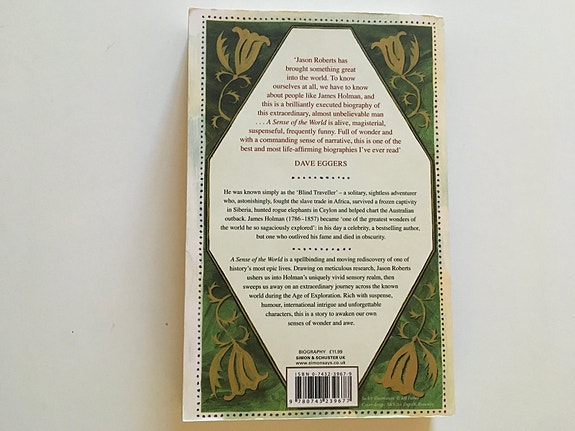 'Jason Roberts has
brought something great
into the world. To know
ourselves at all, we have to know
about people like James Holman, and
this is a brilliantly executed biography of
this extraordinary, almost unbelievable man
. . . A Sense of the World is alive, magisterial,
suspenseful, frequently funny. Full of wonder and
with a commanding sense of narrative, this is one of the
best and most life-affirming biographies I've ever read'
DAVE EGGERS
He was known simply as the 'Blind Traveller' – a solitary, sightless adventurer
who, astonishingly, fought the slave trade in Africa, survived a frozen captivity
in Siberia, hunted rogue elephants in Ceylon and helped chart the Australian
outback. James Holman (1786–1857) became 'one of the greatest wonders of
the world he so sagaciously explored': in his day a celebrity, a bestselling author,
but one who outlived his fame and died in obscurity.
A Sense of the World is a spellbinding and moving rediscovery of one of
history's most epic lives. Drawing on meticulous research, Jason Roberts
ushers us into Holman's uniquely vivid sensory realm, then
sweeps us away on an extraordinary journey across the known
world during the Age of Exploration. Rich with suspense,
humour, international intrigue and unforgettable
characters, this is a story to awaken our own
senses of wonder and awe.
BIOGRAPHY £11.99
SIMON & SCHUSTER UK
www.simonsays.co.uk
ISBN 0-7432-3967-9
9 780743 239677